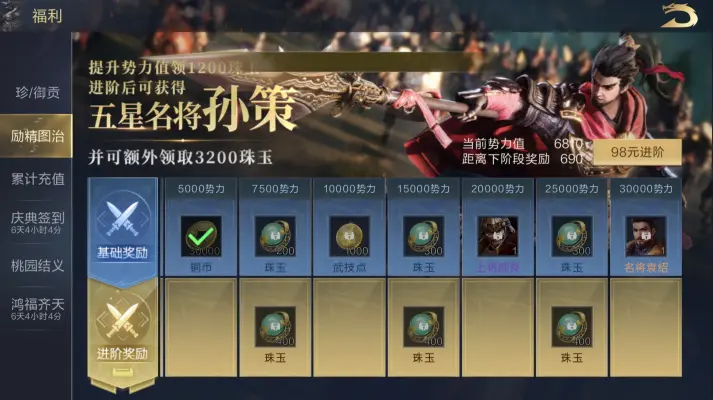 福利
珍/御贡
励精图治
累计充值
庆典签到
6天4小时4分
桃园结义
鸿福齐天
6天4小时4分
提升势力值领1200珠玉
进阶后可获得
五星名将孙策
并可额外领取3200珠玉
当前势力值 6810
距离下阶段奖励 690
98元进阶
5000势力 7500势力 10000势力 15000势力 20000势力 25000势力 30000势力
基础奖励
铜币 珠玉 武技点 珠玉 珠玉 名将袁绍
进阶奖励
400 400 400
珠玉 珠玉 珠玉